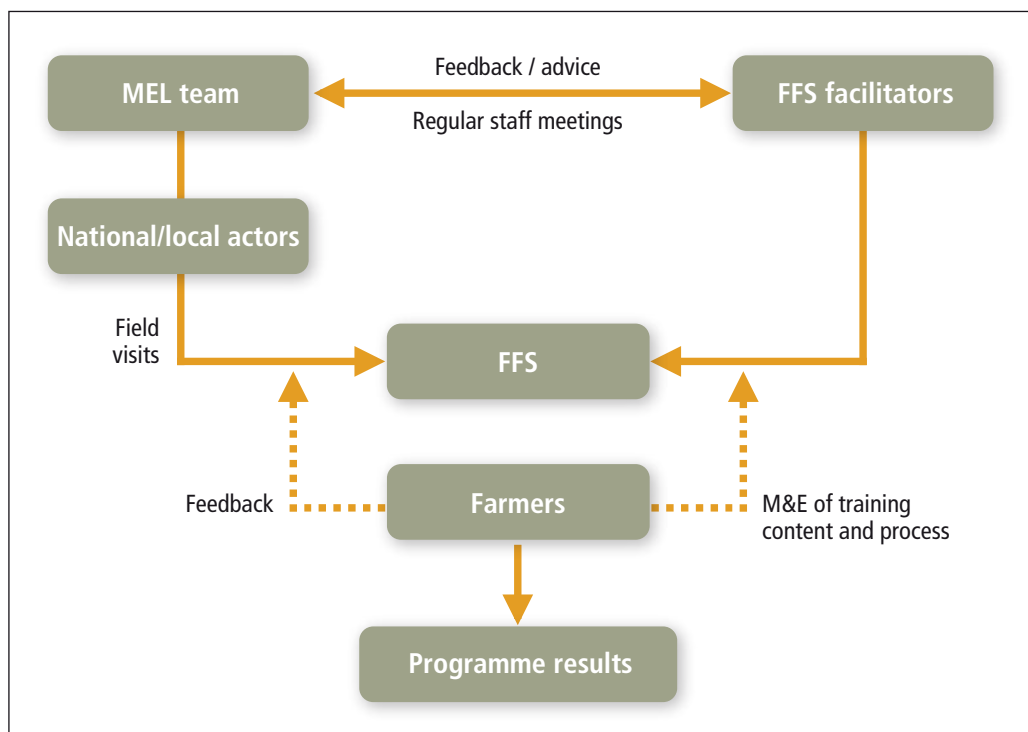 MEL team
Feedback / advice
Regular staff meetings
FFS facilitators
National/local actors
Field
visits
FFS
Feedback
Farmers
M&E of training
content and process
Programme results